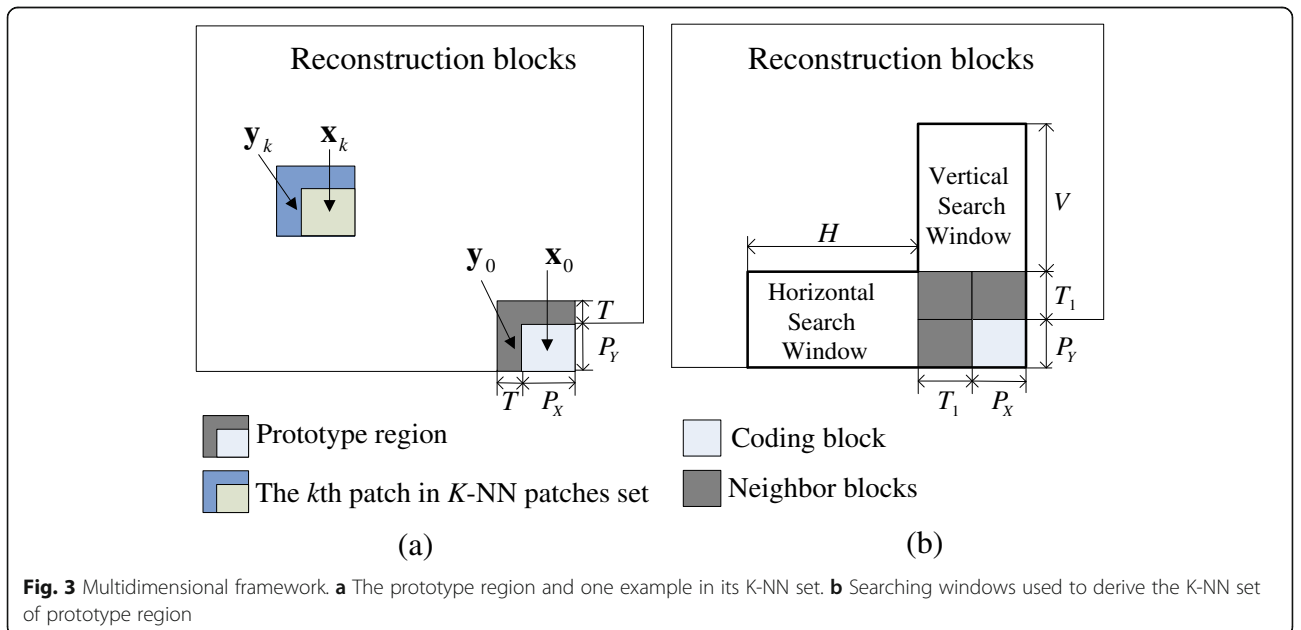 Reconstruction blocks
y_k
x_k
y_0
x_0
T
P_Y
T
P_X
Prototype region
The kth patch in K-NN patches set
(a)
Reconstruction blocks
Vertical
Search
Window
V
H
Horizontal
Search
Window
T_1
P_Y
T_1
P_X
Coding block
Neighbor blocks
(b)
Fig. 3 Multidimensional framework. a The prototype region and one example in its K-NN set. b Searching windows used to derive the K-NN set
of prototype region